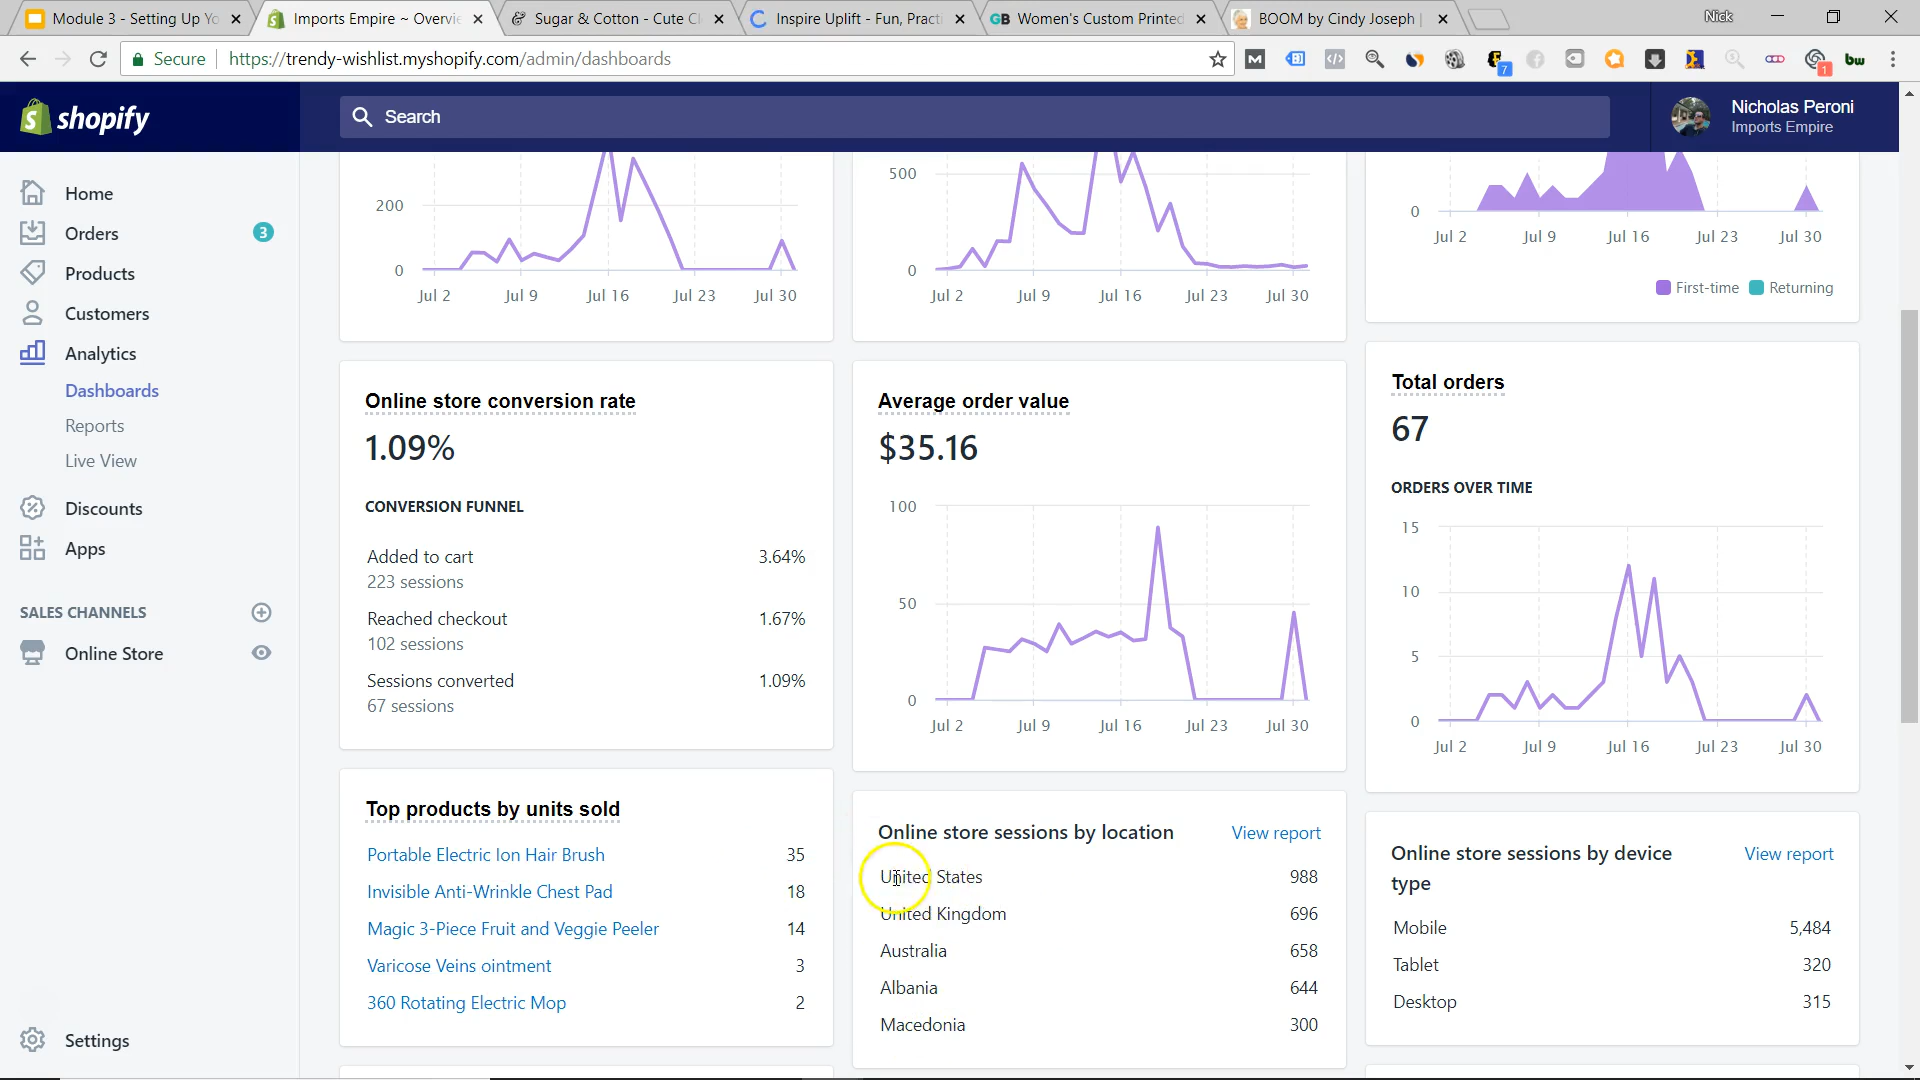 Module 3 - Setting Up Yo
Imports Empire ~ Overvie
Sugar & Cotton - Cute Cl
Inspire Uplift - Fun, Practi
GB Women's Custom Printed
BOOM by Cindy Joseph |
Nick
Secure
https://trendy-wishlist.myshopify.com/admin/dashboards
7
1
bw
shopify
Search
Nicholas Peroni
Imports Empire
Home
Orders
3
Products
Customers
Analytics
Dashboards
Reports
Live View
Discounts
Apps
SALES CHANNELS
Online Store
Settings
200
0
Jul 2 Jul 9 Jul 16 Jul 23 Jul 30
500
0
Jul 2 Jul 9 Jul 16 Jul 23 Jul 30
0
Jul 2 Jul 9 Jul 16 Jul 23 Jul 30
First-time Returning
Online store conversion rate
1.09%
CONVERSION FUNNEL
Added to cart 3.64%
223 sessions
Reached checkout 1.67%
102 sessions
Sessions converted 1.09%
67 sessions
Average order value
$35.16
100
50
0
Jul 2 Jul 9 Jul 16 Jul 23 Jul 30
Total orders
67
ORDERS OVER TIME
15
10
5
0
Jul 2 Jul 9 Jul 16 Jul 23 Jul 30
Top products by units sold
Portable Electric Ion Hair Brush 35
Invisible Anti-Wrinkle Chest Pad 18
Magic 3-Piece Fruit and Veggie Peeler 14
Varicose Veins ointment 3
360 Rotating Electric Mop 2
Online store sessions by location View report
United States 988
United Kingdom 696
Australia 658
Albania 644
Macedonia 300
Online store sessions by device View report
type
Mobile 5,484
Tablet 320
Desktop 315